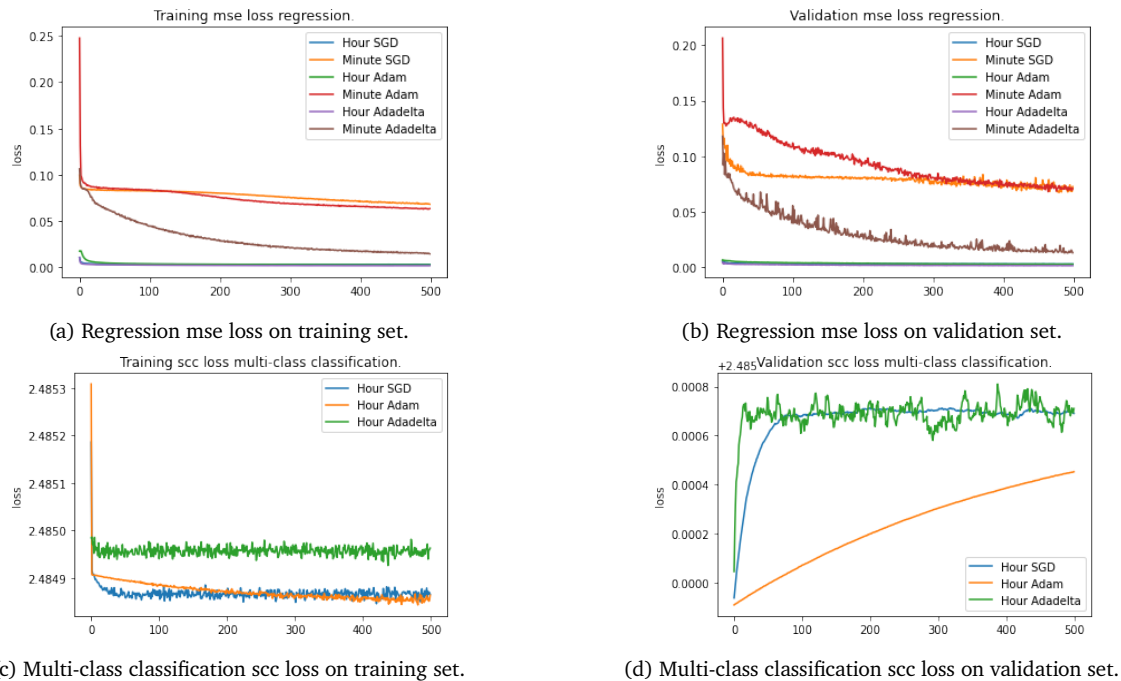 Training mse loss regression.
0.25
0.20
0.15
0.10
0.05
0.00
loss
0 100 200 300 400 500
Hour SGD
Minute SGD
Hour Adam
Minute Adam
Hour Adadelta
Minute Adadelta
(a) Regression mse loss on training set.
Validation mse loss regression.
0.20
0.15
0.10
0.05
0.00
loss
0 100 200 300 400 500
Hour SGD
Minute SGD
Hour Adam
Minute Adam
Hour Adadelta
Minute Adadelta
(b) Regression mse loss on validation set.
Training scc loss multi-class classification.
2.4853
2.4852
2.4851
2.4850
2.4849
loss
0 100 200 300 400 500
Hour SGD
Hour Adam
Hour Adadelta
c) Multi-class classification scc loss on training set.
+2.485 Validation scc loss multi-class classification.
0.0008
0.0006
0.0004
0.0002
0.0000
loss
0 100 200 300 400 500
Hour SGD
Hour Adam
Hour Adadelta
(d) Multi-class classification scc loss on validation set.